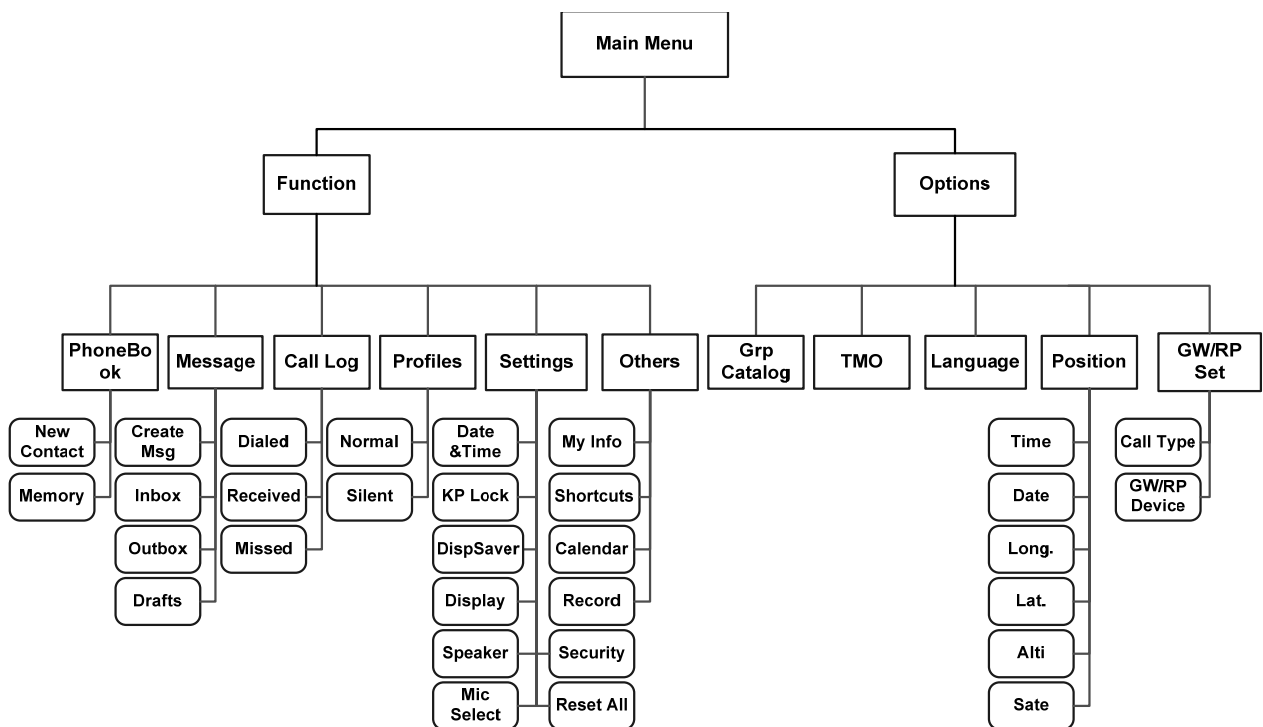 Main Menu
Function
Options
PhoneBo
ok
Message
Call Log
Profiles
Settings
Others
Grp
Catalog
TMO
Language
Position
GW/RP
Set
New
Contact
Memory
Create
Msg
Inbox
Outbox
Drafts
Dialed
Received
Missed
Normal
Silent
Date
&Time
KP Lock
DispSaver
Display
Speaker
Mic
Select
My Info
Shortcuts
Calendar
Record
Security
Reset All
Time
Date
Long.
Lat.
Alti
Sate
Call Type
GW/RP
Device